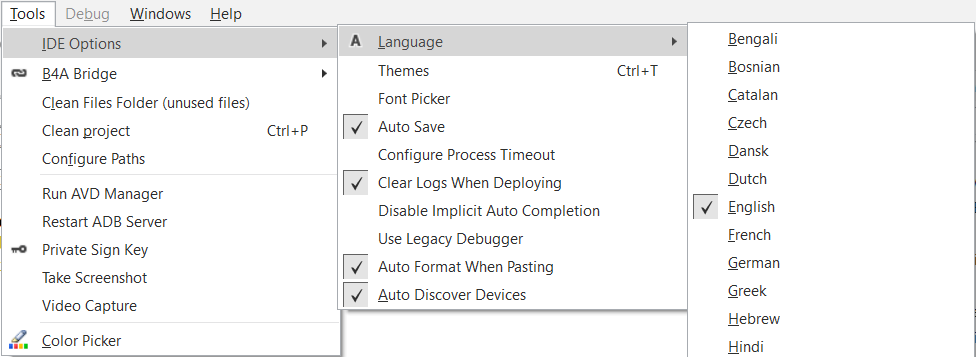 Tools Debug Windows Help
IDE Options
B4A Bridge
Clean Files Folder (unused files)
Clean project Ctrl+P
Configure Paths
Run AVD Manager
Restart ADB Server
Private Sign Key
Take Screenshot
Video Capture
Color Picker
A Language
Themes Ctrl+T
Font Picker
Auto Save
Configure Process Timeout
Clear Logs When Deploying
Disable Implicit Auto Completion
Use Legacy Debugger
Auto Format When Pasting
Auto Discover Devices
Bengali
Bosnian
Catalan
Czech
Dansk
Dutch
English
French
German
Greek
Hebrew
Hindi